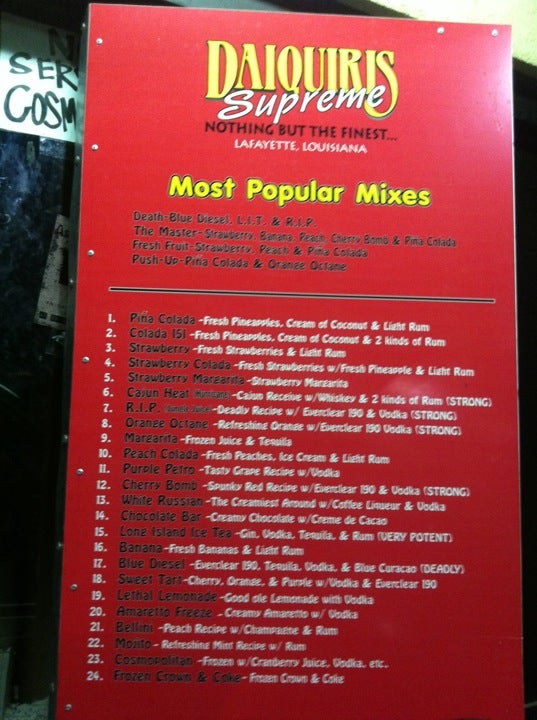 N
SER
COSM
DAIQUIRIS
Supreme
NOTHING BUT THE FINEST...
LAFAYETTE, LOUISIANA
Most Popular Mixes
Death-Blue Diesel, L.I.T. & R.I.P.
The Master-Strawberry, Banana, Peach, Cherry Bomb & Piña Colada
Fresh Fruit-Strawberry, Peach & Piña Colada
Push-Up-Piña Colada & Orange Octane
1. Piña Colada -Fresh Pineapples, Cream of Coconut & Light Rum
2. Colada 151 -Fresh Pineapples, Cream of Coconut & 2 kinds of Rum
3. Strawberry -Fresh Strawberries & Light Rum
4. Strawberry Colada -Fresh Strawberries w/Fresh Pineapple & Light Rum
5. Strawberry Margarita -Strawberry Margarita
6. Cajun Heat Hurricane -Cajun Receive w/Whiskey & 2 kinds of Rum (STRONG)
7. R.I.P. Jungle Juice -Deadly Recipe w/ Everclear 190 & Vodka (STRONG)
8. Orange Octane -Refreshing Orange w/Everclear 190 & Vodka (STRONG)
9. Margarita -Frozen Juice & Tequila
10. Peach Colada -Fresh Peaches, Ice Cream & Light Rum
11. Purple Petro -Tasty Grape Recipe w/Vodka
12. Cherry Bomb -Spunky Red Recipe w/Everclear 190 & Vodka (STRONG)
13. White Russian -The Creamiest Around w/Coffee Liqueur & Vodka
14. Chocolate Bar -Creamy Chocolate w/Creme de Cacao
15. Long Island Ice Tea -Gin, Vodka, Tequila, & Rum (VERY POTENT)
16. Banana -Fresh Bananas & Light Rum
17. Blue Diesel -Everclear 190, Tequila, Vodka, & Blue Curacao (DEADLY)
18. Sweet Tart -Cherry, Orange, & Purple w/Vodka & Everclear 190
19. Lethal Lemonade -Good ole Lemonade with Vodka
20. Amaretto Freeze - Creamy Amaretto w/ Vodka
21. Bellini - Peach Recipe w/Champagne & Rum
22. Mojito - Refreshing Mint Recipe w/ Rum
23. Cosmopolitan -Frozen w/Cranberry Juice, Vodka, etc.
24. Frozen Crown & Coke - Frozen Crown & Coke